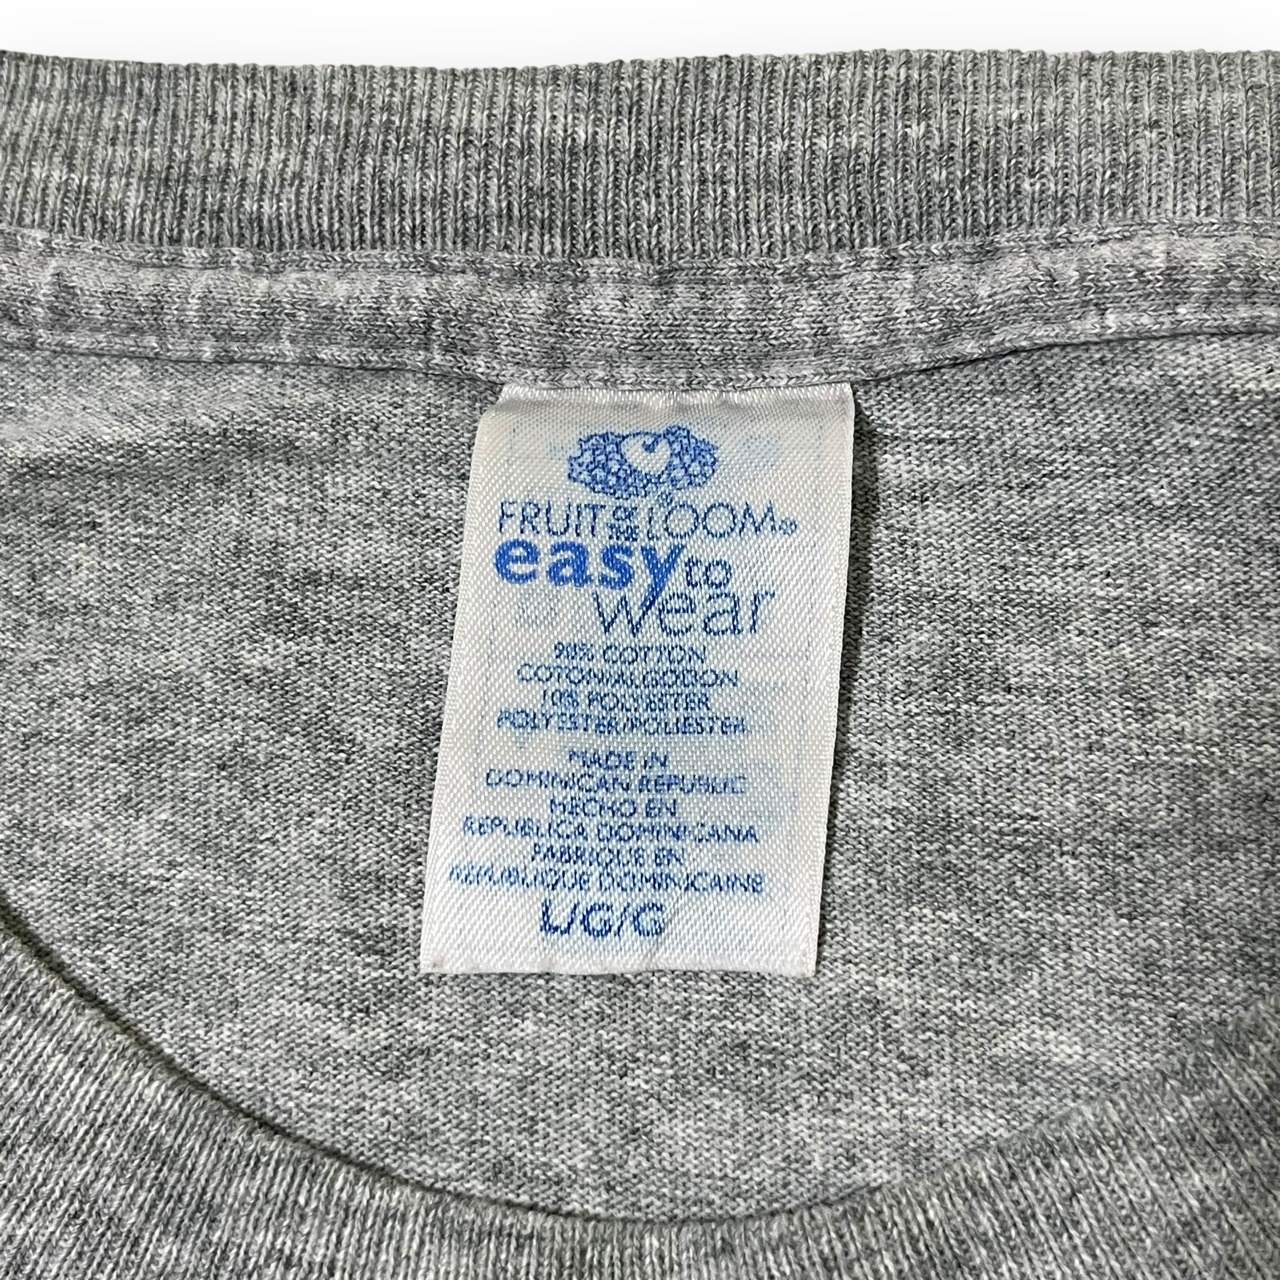 FRUIT OF THE LOOM®
easy to
wear
90% COTTON
COTON/ALGODON
10% POLYESTER
POLYESTER/POLIESTER
MADE IN
DOMINICAN REPUBLIC
HECHO EN
REPUBLICA DOMINICANA
FABRIQUE EN
REPUBLIQUE DOMINICAINE
L/G/G